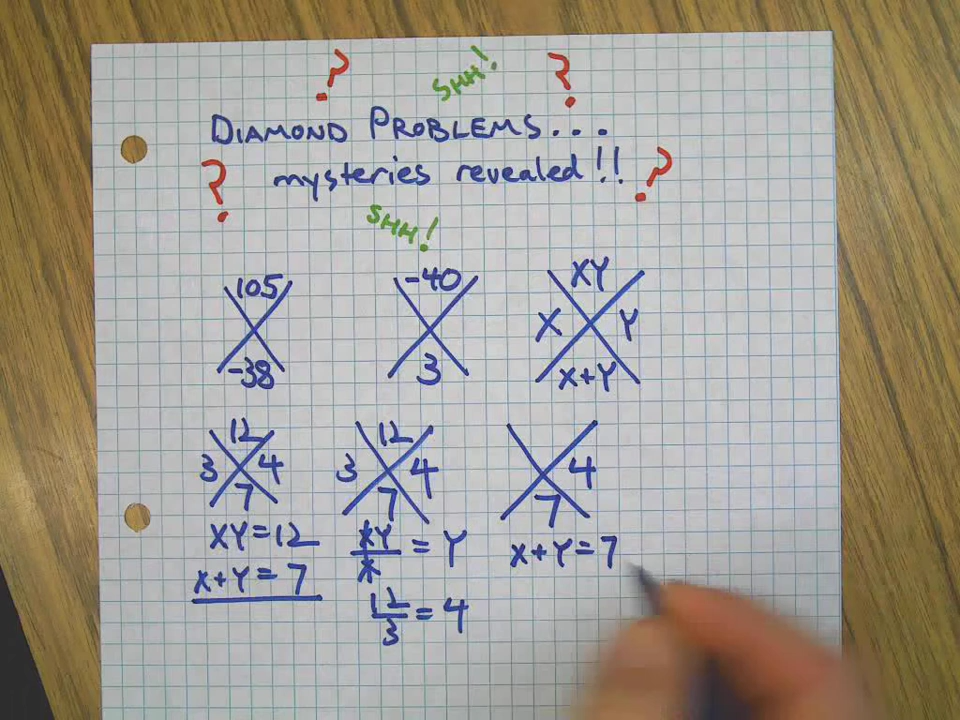 ? SHH! ?
DIAMOND PROBLEMS...
? mysteries revealed!! ?
SHH!
105 -40 XY
X Y
-38 3 X+Y
12 12
3 4 3 4 4
7 7 7
XY=12 XY/X = Y X+Y=7
X+Y=7
12/3 = 4